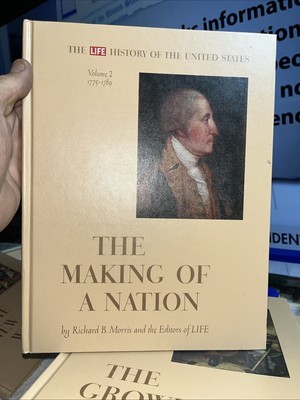 THE LIFE HISTORY OF THE UNITED STATES
Volume 2
1775-1789
THE
MAKING OF
A NATION
by Richard B. Morris and the Editors of LIFE
THE